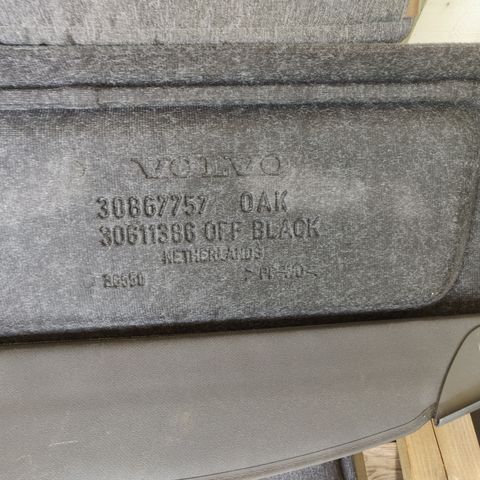 VOLVO
30867757 OAK
30611386 OFF BLACK
NETHERLANDS